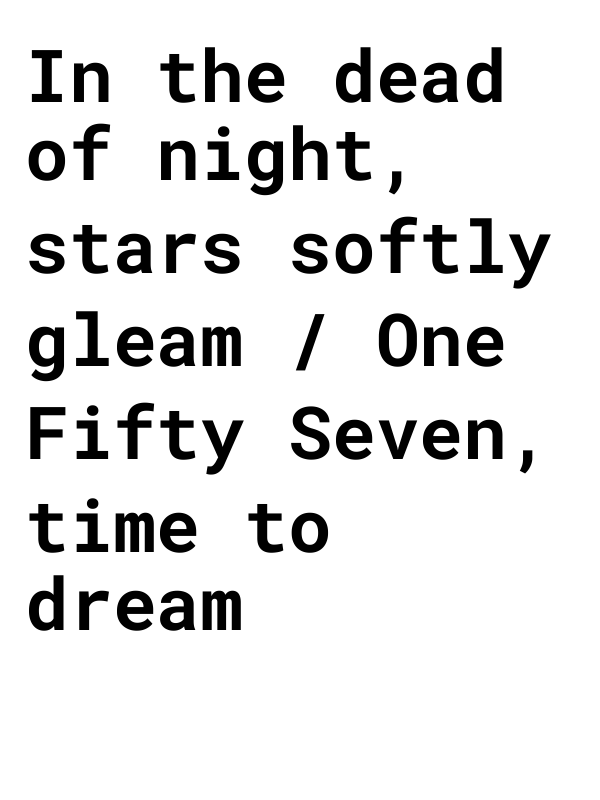 In the dead
of night,
stars softly
gleam / One
Fifty Seven,
time to
dream